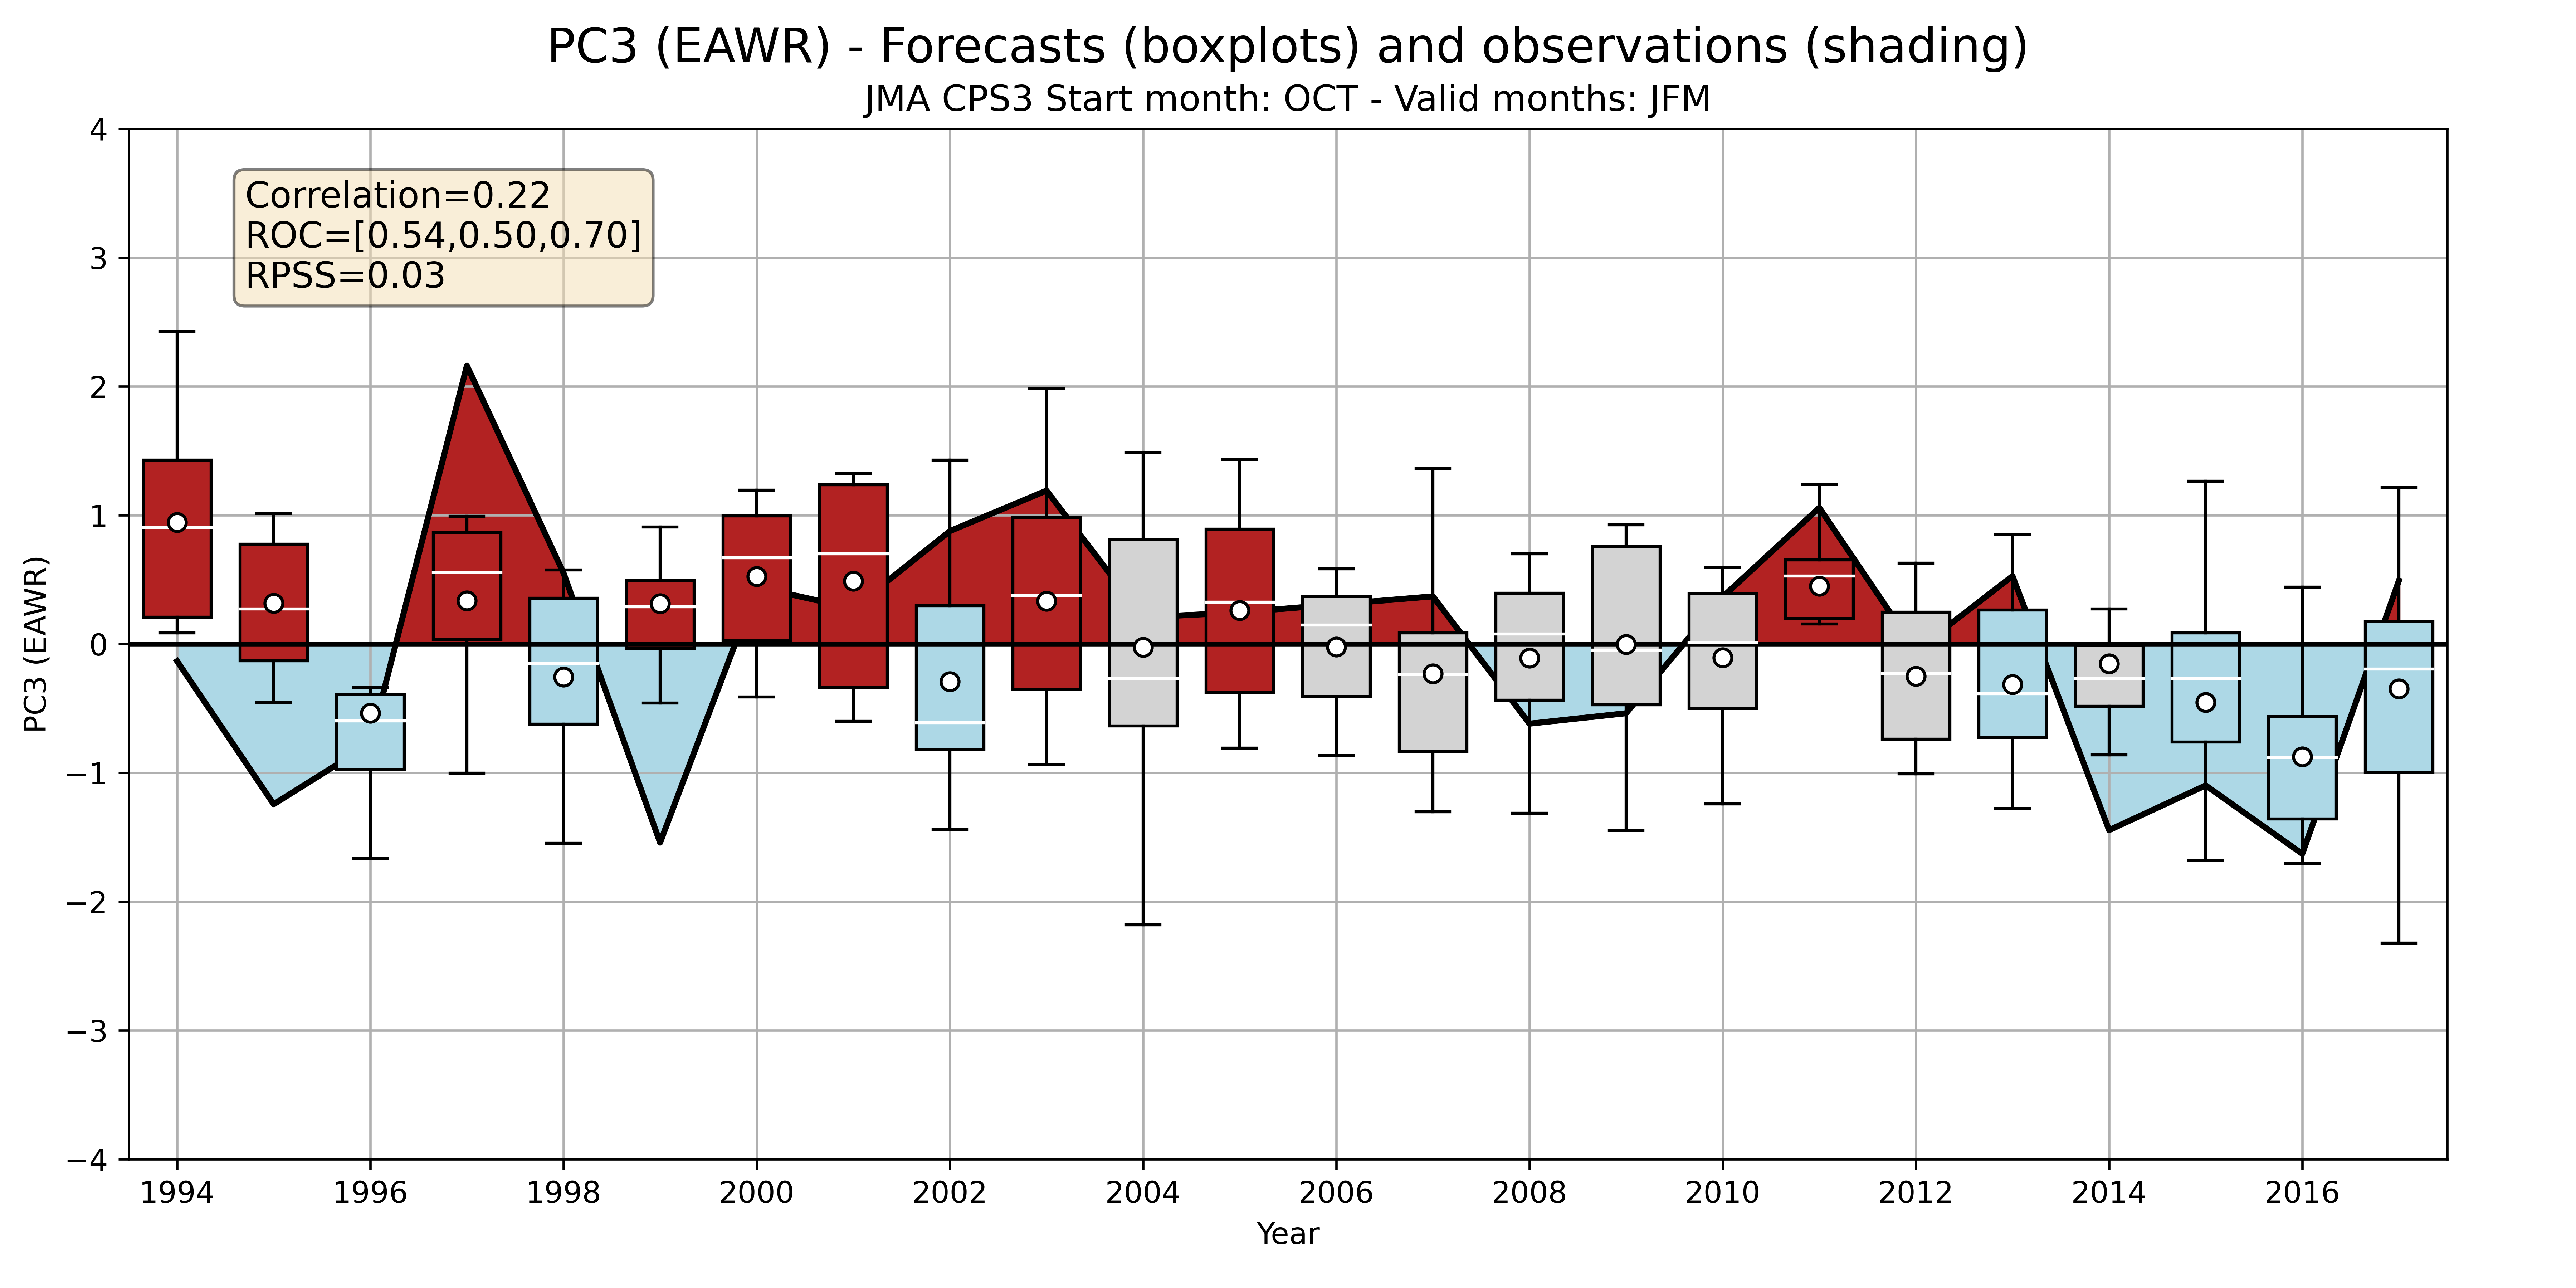 PC3 (EAWR) - Forecasts (boxplots) and observations (shading)
JMA CPS3 Start month: OCT - Valid months: JFM
Correlation=0.22
ROC=[0.54,0.50,0.70]
RPSS=0.03
PC3 (EAWR)
4
3
2
1
0
−1
−2
−3
−4
1994 1996 1998 2000 2002 2004 2006 2008 2010 2012 2014 2016
Year